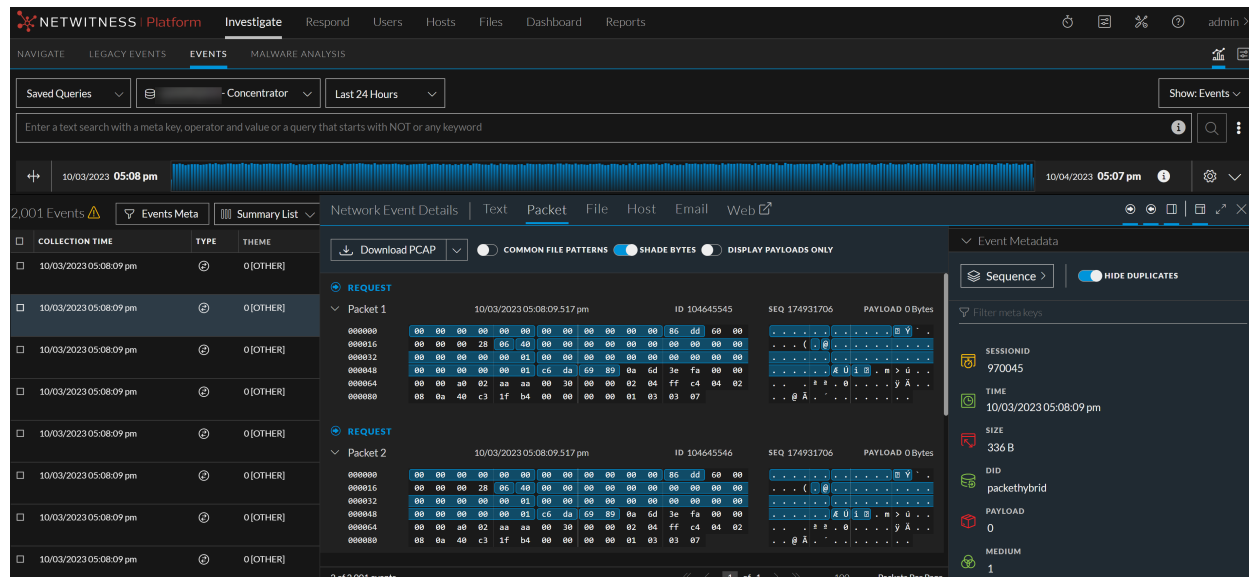 NETWITNESS Platform Investigate Respond Users Hosts Files Dashboard Reports admin >
NAVIGATE LEGACY EVENTS EVENTS MALWARE ANALYSIS
Saved Queries - Concentrator Last 24 Hours Show: Events
Enter a text search with a meta key, operator and value or a query that starts with NOT or any keyword
10/03/2023 05:08 pm 10/04/2023 05:07 pm
2,001 Events Events Meta Summary List Network Event Details Text Packet File Host Email Web
COLLECTION TIME TYPE THEME
Download PCAP COMMON FILE PATTERNS SHADE BYTES DISPLAY PAYLOADS ONLY
Event Metadata
Sequence > HIDE DUPLICATES
Filter meta keys
10/03/2023 05:08:09 pm 0 [OTHER]
10/03/2023 05:08:09 pm 0 [OTHER]
10/03/2023 05:08:09 pm 0 [OTHER]
10/03/2023 05:08:09 pm 0 [OTHER]
10/03/2023 05:08:09 pm 0 [OTHER]
10/03/2023 05:08:09 pm 0 [OTHER]
10/03/2023 05:08:09 pm 0 [OTHER]
10/03/2023 05:08:09 pm 0 [OTHER]
REQUEST
Packet 1 10/03/2023 05:08:09.517 pm ID 104645545 SEQ 174931706 PAYLOAD 0 Bytes
000000 00 00 00 00 00 00 00 00 00 00 00 00 86 dd 60 00
000016 00 00 00 28 06 40 00 00 00 00 00 00 00 00 00 00
000032 00 00 00 00 00 01 00 00 00 00 00 00 00 00 00 00
000048 00 00 00 00 00 01 c6 da 69 89 0a 6d 3e fa 00 00
000064 00 00 a0 02 aa aa 00 30 00 00 02 04 ff c4 04 02
000080 08 0a 40 c3 1f b4 00 00 00 00 01 03 03 07
REQUEST
Packet 2 10/03/2023 05:08:09.517 pm ID 104645546 SEQ 174931706 PAYLOAD 0 Bytes
000000 00 00 00 00 00 00 00 00 00 00 00 00 86 dd 60 00
000016 00 00 00 28 06 40 00 00 00 00 00 00 00 00 00 00
000032 00 00 00 00 00 01 00 00 00 00 00 00 00 00 00 00
000048 00 00 00 00 00 01 c6 da 69 89 0a 6d 3e fa 00 00
000064 00 00 a0 02 aa aa 00 30 00 00 02 04 ff c4 04 02
000080 08 0a 40 c3 1f b4 00 00 00 00 01 03 03 07
SESSIONID
970045
TIME
10/03/2023 05:08:09 pm
SIZE
336 B
DID
packethybrid
PAYLOAD
0
MEDIUM
1